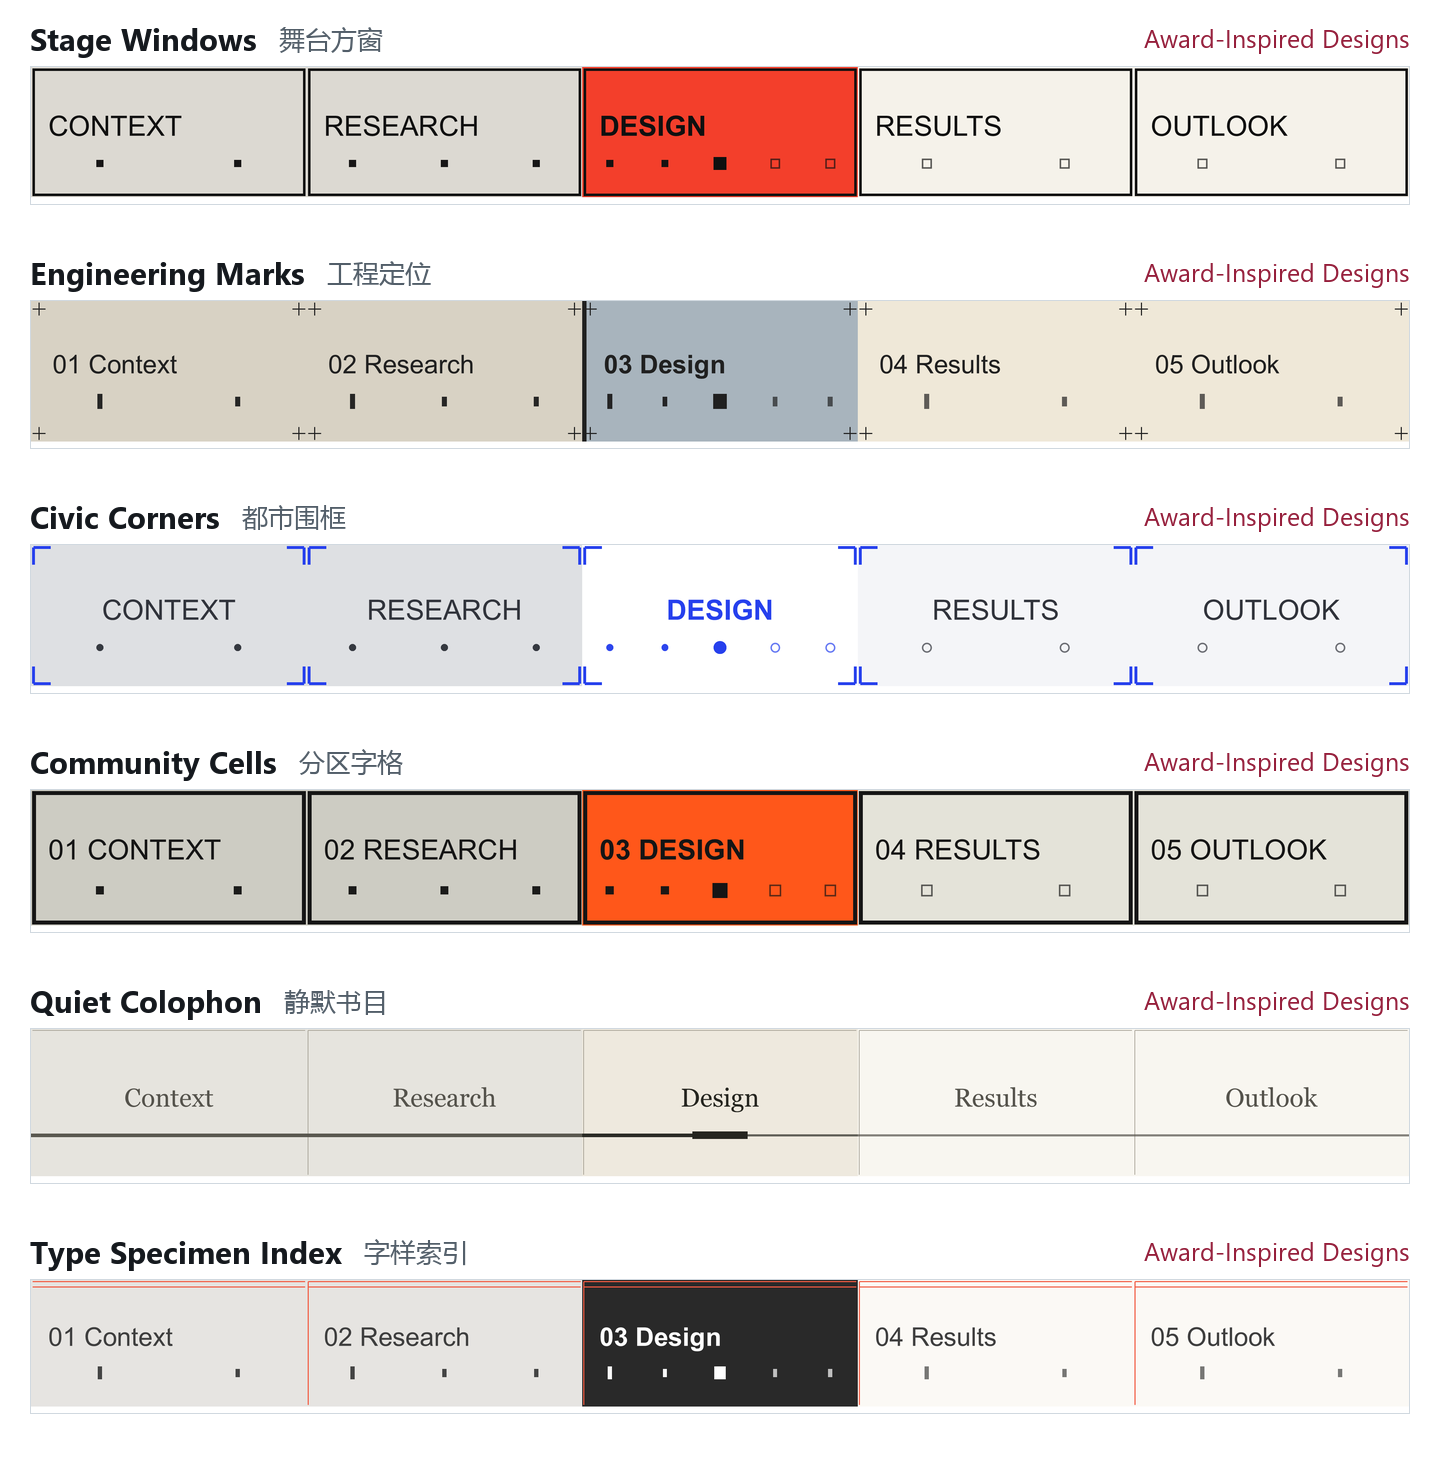 Stage Windows 舞台方窗 Award-Inspired Designs
CONTEXT RESEARCH DESIGN RESULTS OUTLOOK
Engineering Marks 工程定位 Award-Inspired Designs
01 Context 02 Research 03 Design 04 Results 05 Outlook
Civic Corners 都市围框 Award-Inspired Designs
CONTEXT RESEARCH DESIGN RESULTS OUTLOOK
Community Cells 分区字格 Award-Inspired Designs
01 CONTEXT 02 RESEARCH 03 DESIGN 04 RESULTS 05 OUTLOOK
Quiet Colophon 静默书目 Award-Inspired Designs
Context Research Design Results Outlook
Type Specimen Index 字样索引 Award-Inspired Designs
01 Context 02 Research 03 Design 04 Results 05 Outlook